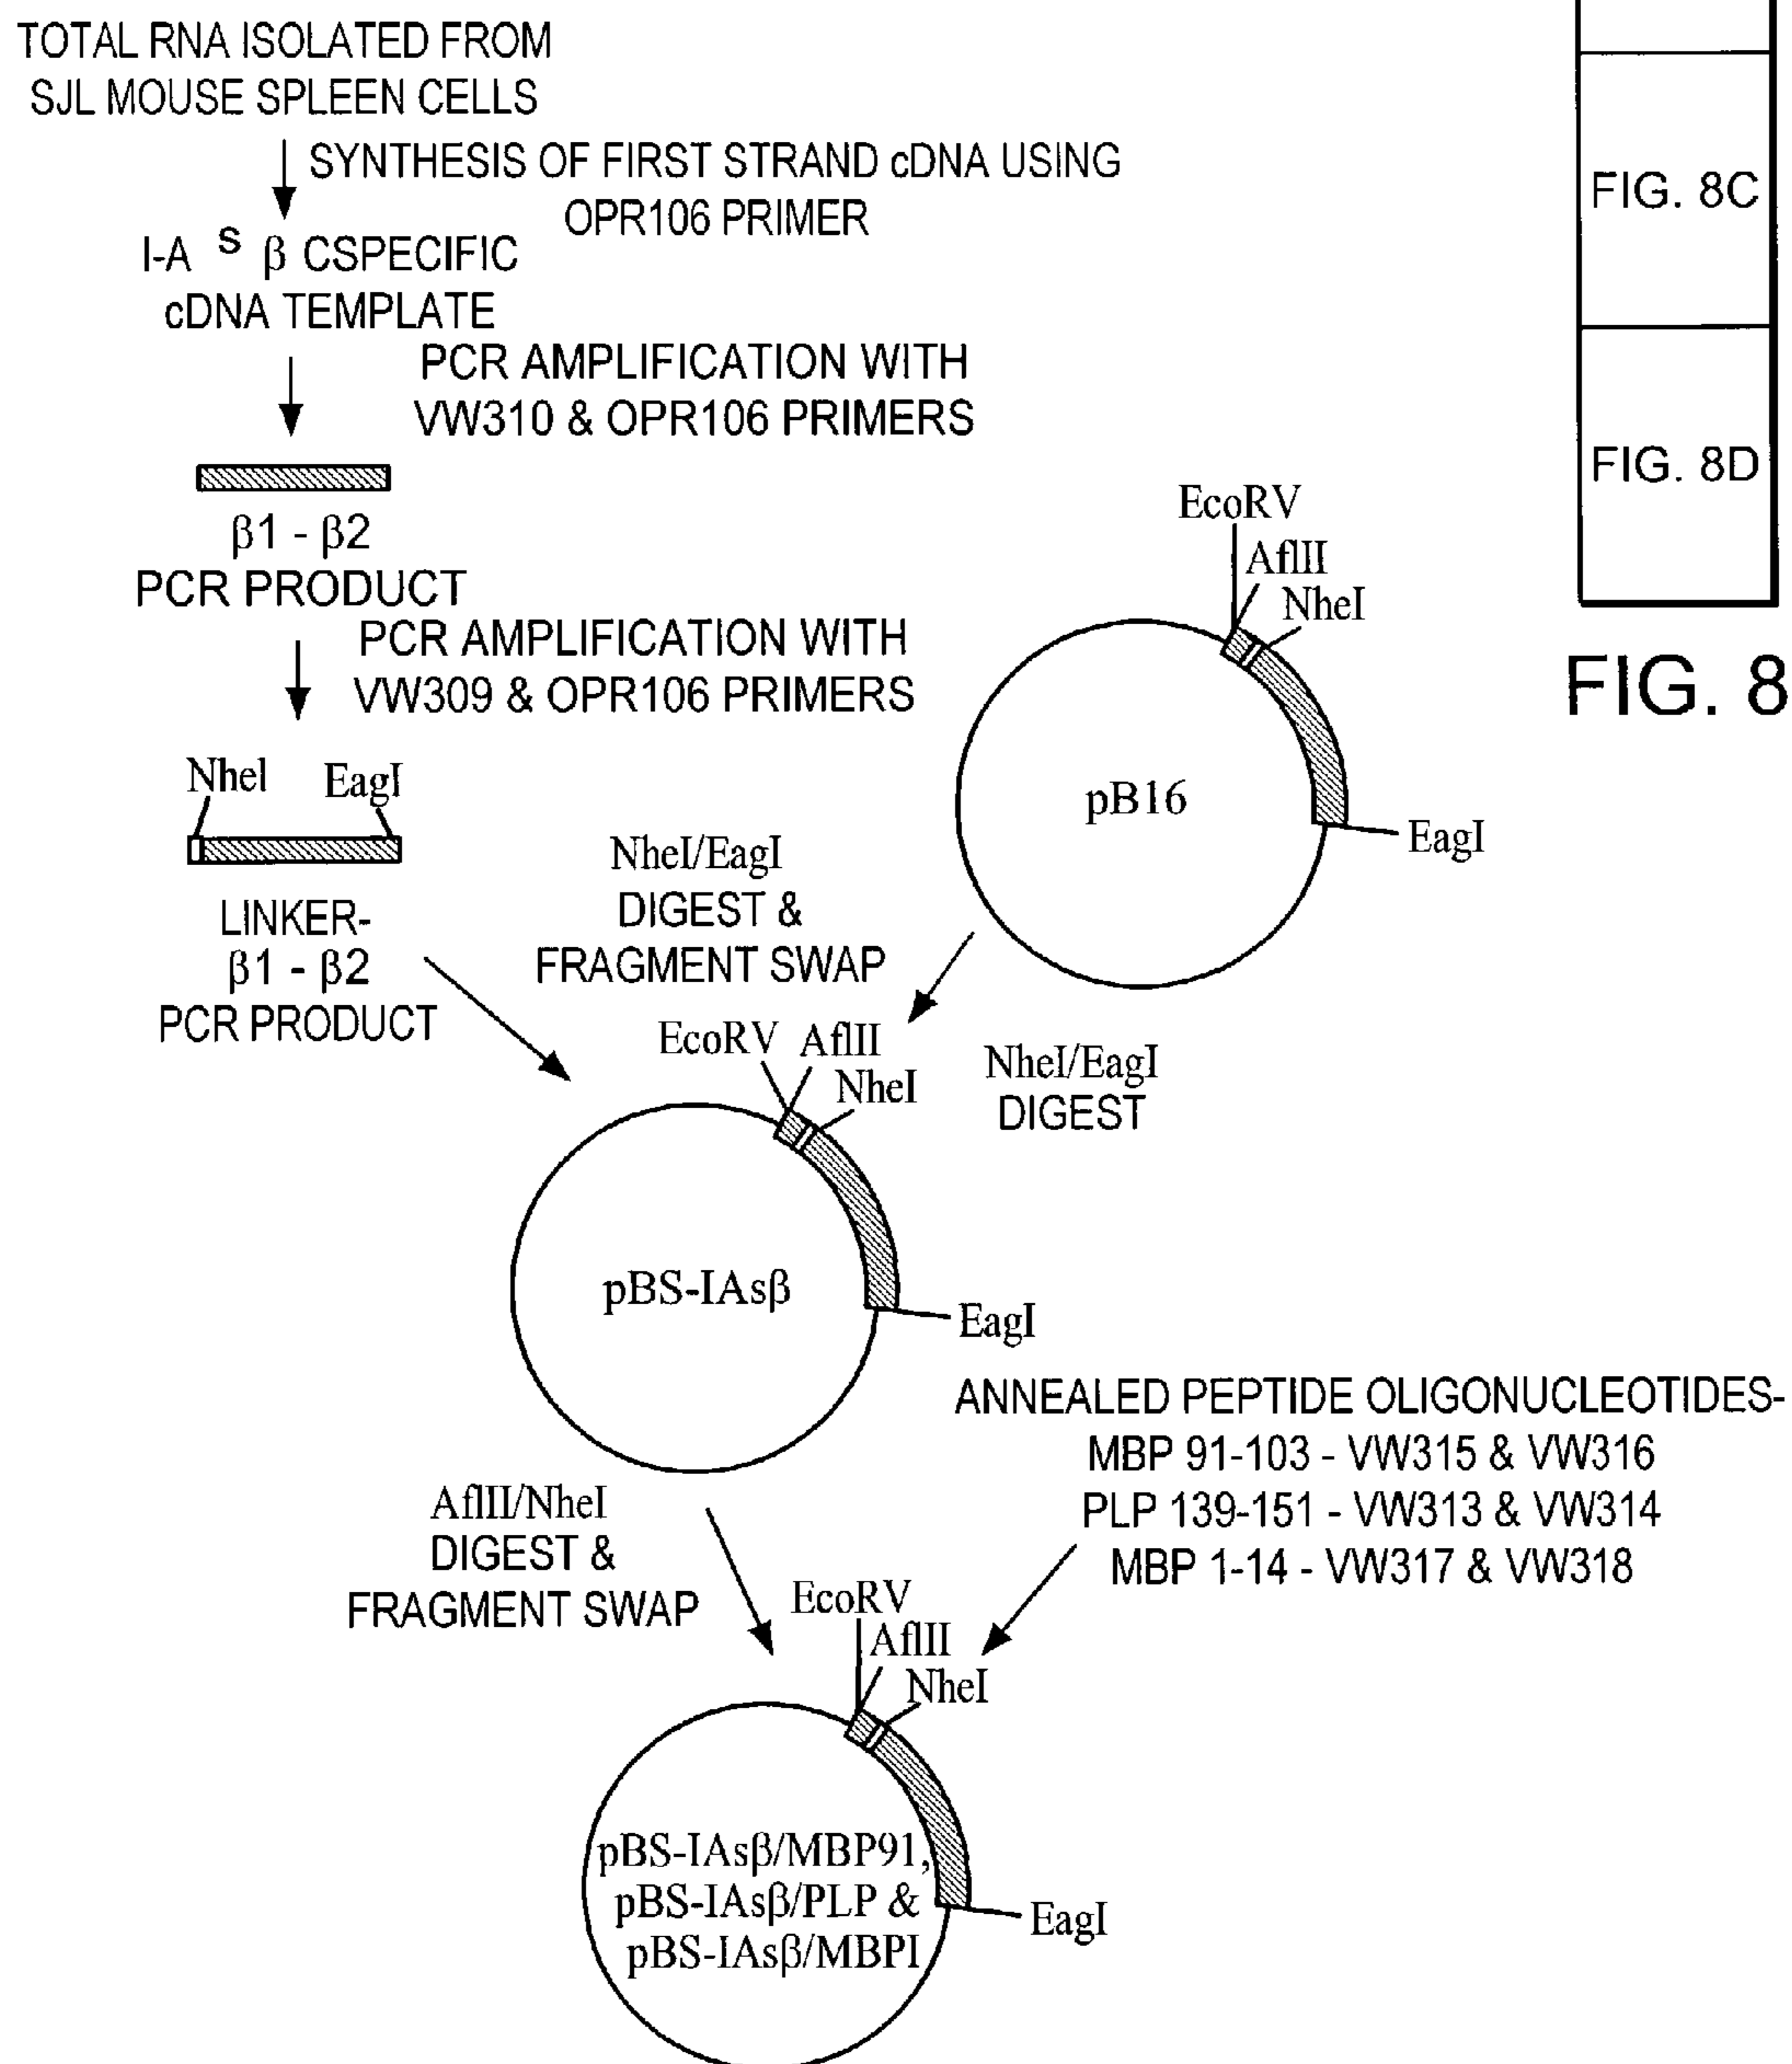 TOTAL RNA ISOLATED FROM
SJL MOUSE SPLEEN CELLS
SYNTHESIS OF FIRST STRAND cDNA USING
OPR106 PRIMER
I-A s β CSPECIFIC
cDNA TEMPLATE
PCR AMPLIFICATION WITH
VW310 & OPR106 PRIMERS
β1 - β2
PCR PRODUCT
PCR AMPLIFICATION WITH
VW309 & OPR106 PRIMERS
NheI EagI
LINKER-
β1 - β2
PCR PRODUCT
FIG. 8C
FIG. 8D
FIG. 8
EcoRV
AflII
NheI
pB16
EagI
NheI/EagI
DIGEST &
FRAGMENT SWAP
NheI/EagI
DIGEST
EcoRV AflII
NheI
pBS-IAsβ
EagI
ANNEALED PEPTIDE OLIGONUCLEOTIDES-
MBP 91-103 - VW315 & VW316
PLP 139-151 - VW313 & VW314
MBP 1-14 - VW317 & VW318
AflII/NheI
DIGEST &
FRAGMENT SWAP
EcoRV
AflII
NheI
pBS-IAsβ/MBP91,
pBS-IAsβ/PLP &
pBS-IAsβ/MBPI
EagI